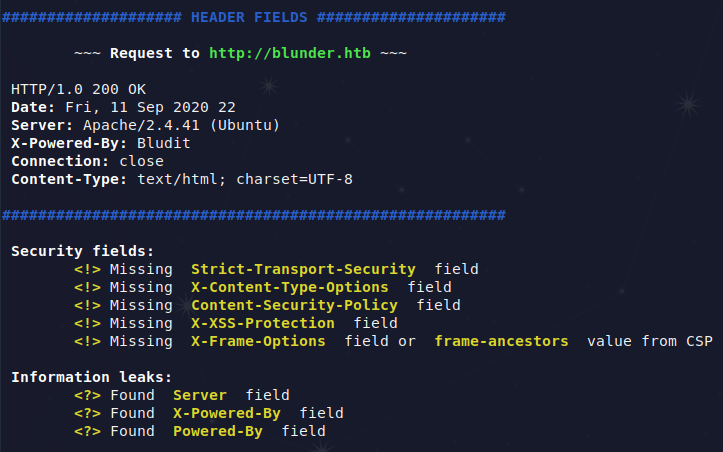 #################### HEADER FIELDS #####################
~~~ Request to http://blunder.htb ~~~
HTTP/1.0 200 OK
Date: Fri, 11 Sep 2020 22
Server: Apache/2.4.41 (Ubuntu)
X-Powered-By: Bludit
Connection: close
Content-Type: text/html; charset=UTF-8
########################################################
Security fields:
<!> Missing  Strict-Transport-Security  field
<!> Missing  X-Content-Type-Options  field
<!> Missing  Content-Security-Policy  field
<!> Missing  X-XSS-Protection  field
<!> Missing  X-Frame-Options  field or  frame-ancestors  value from CSP
Information leaks:
<?> Found  Server  field
<?> Found  X-Powered-By  field
<?> Found  Powered-By  field